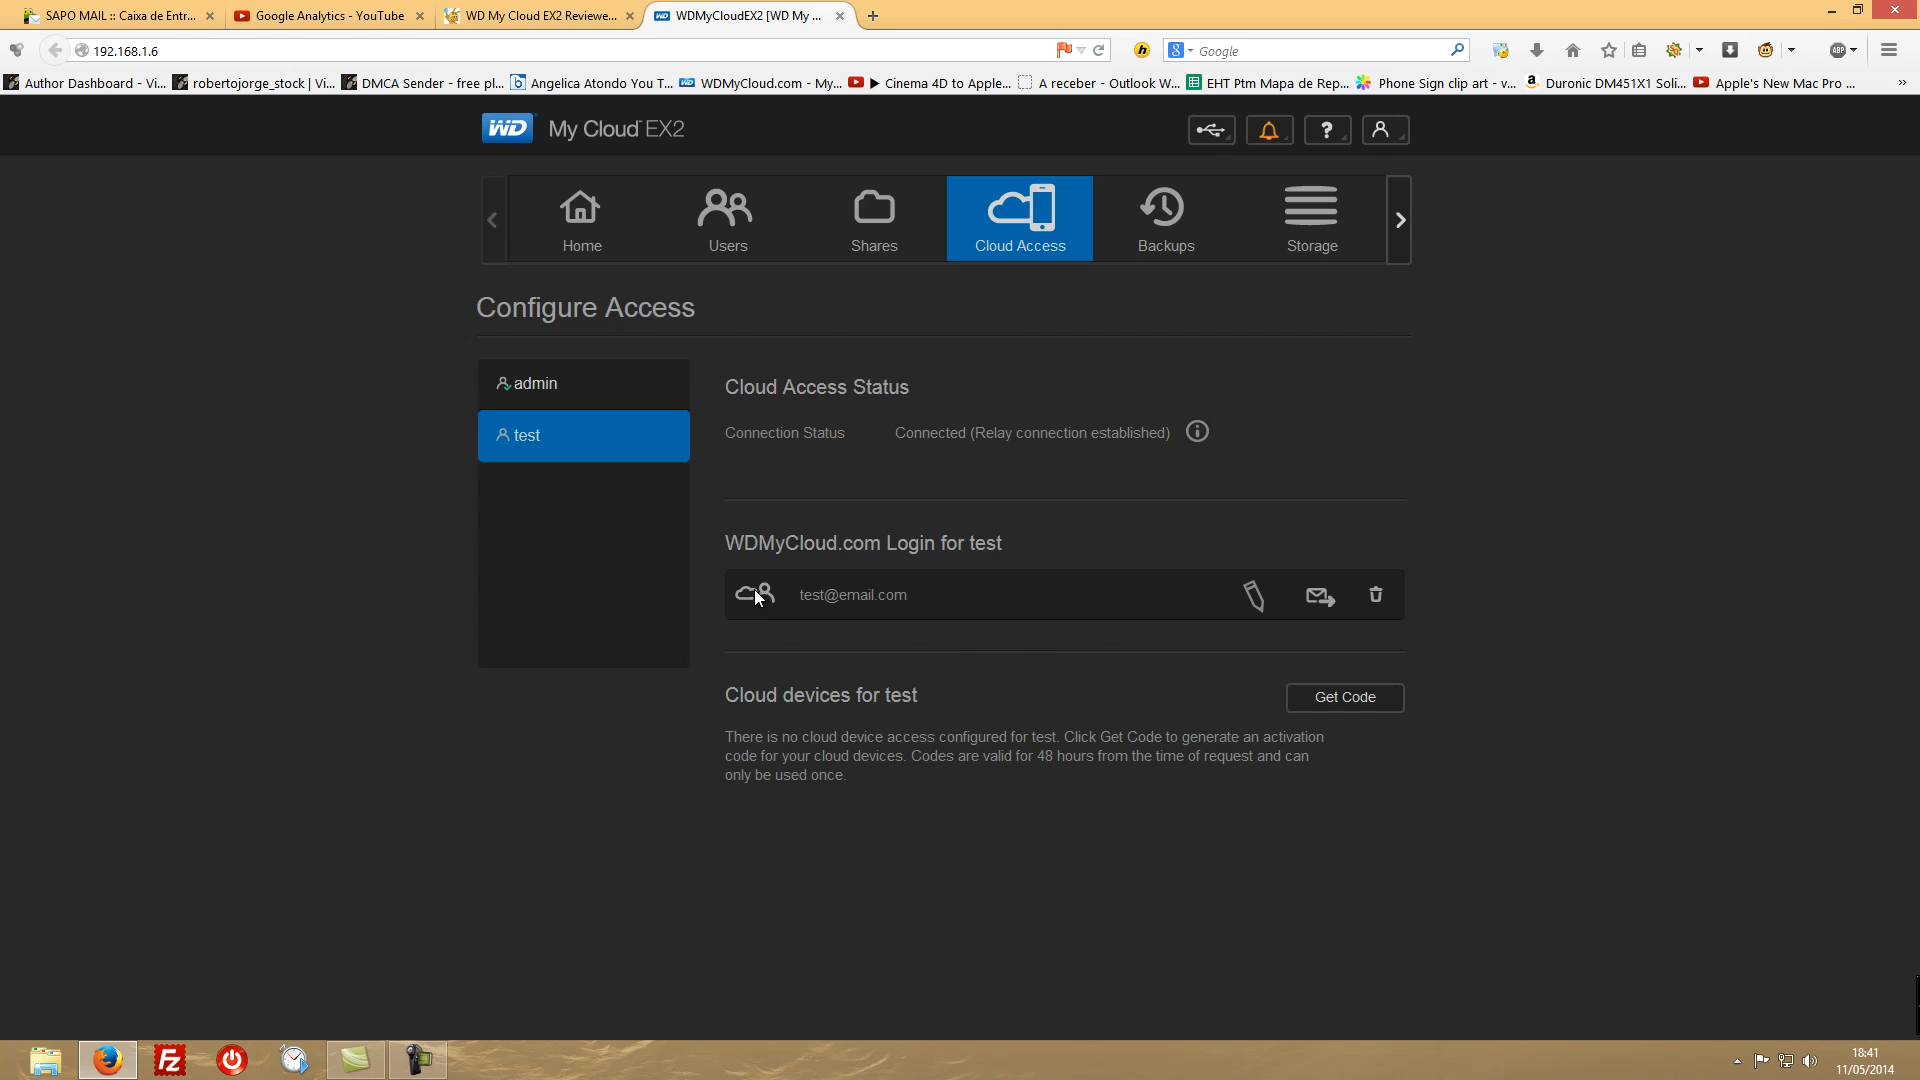 SAPO MAIL :: Caixa de Entr...
Google Analytics - YouTube
WD My Cloud EX2 Reviewe...
WDMyCloudEX2 [WD My ...
192.168.1.6
Google
Author Dashboard - Vi...
robertojorge_stock | Vi...
DMCA Sender - free pl...
Angelica Atondo You T...
WDMyCloud.com - My...
▶ Cinema 4D to Apple...
A receber - Outlook W...
EHT Ptm Mapa de Rep...
Phone Sign clip art - v...
Duronic DM451X1 Soli...
Apple's New Mac Pro ...
WD My Cloud EX2
Home
Users
Shares
Cloud Access
Backups
Storage
Configure Access
admin
test
Cloud Access Status
Connection Status Connected (Relay connection established)
WDMyCloud.com Login for test
test@email.com
Cloud devices for test
Get Code
There is no cloud device access configured for test. Click Get Code to generate an activation
code for your cloud devices. Codes are valid for 48 hours from the time of request and can
only be used once.
18:41
11/05/2014